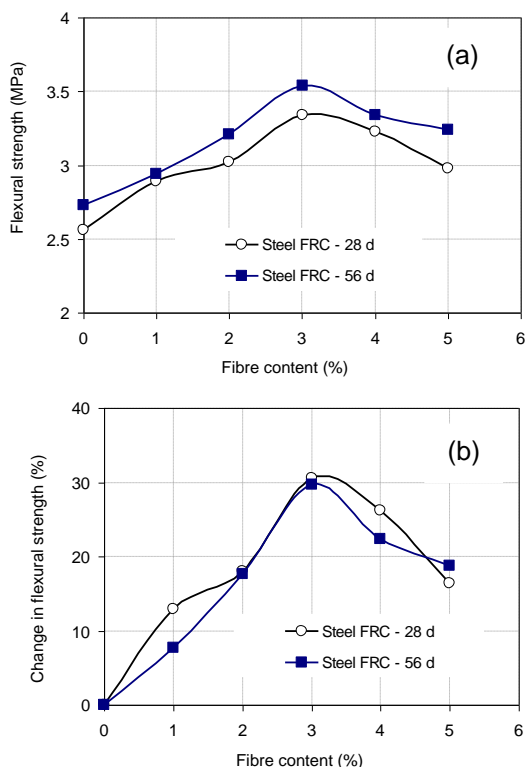 (a)
Flexural strength (MPa)
4
3.5
3
2.5
2
Steel FRC - 28 d
Steel FRC - 56 d
0 1 2 3 4 5 6
Fibre content (%)
(b)
Change in flexural strength (%)
40
30
20
10
0
Steel FRC - 28 d
Steel FRC - 56 d
0 1 2 3 4 5 6
Fibre content (%)